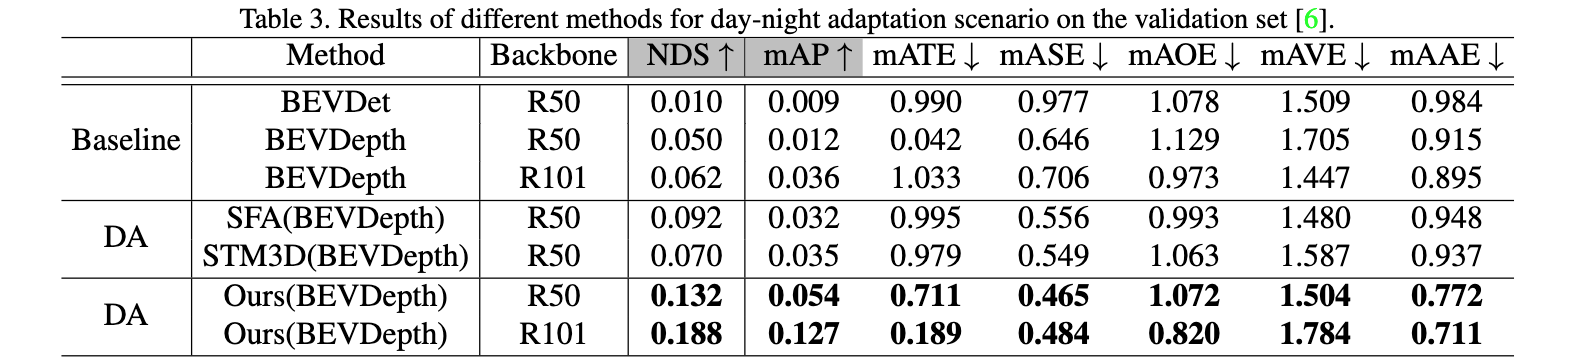 Table 3. Results of different methods for day-night adaptation scenario on the validation set [6].
Method Backbone NDS ↑ mAP ↑ mATE ↓ mASE ↓ mAOE ↓ mAVE ↓ mAAE ↓
BEVDet R50 0.010 0.009 0.990 0.977 1.078 1.509 0.984
Baseline BEVDepth R50 0.050 0.012 0.042 0.646 1.129 1.705 0.915
BEVDepth R101 0.062 0.036 1.033 0.706 0.973 1.447 0.895
DA SFA(BEVDepth) R50 0.092 0.032 0.995 0.556 0.993 1.480 0.948
STM3D(BEVDepth) R50 0.070 0.035 0.979 0.549 1.063 1.587 0.937
DA Ours(BEVDepth) R50 0.132 0.054 0.711 0.465 1.072 1.504 0.772
Ours(BEVDepth) R101 0.188 0.127 0.189 0.484 0.820 1.784 0.711